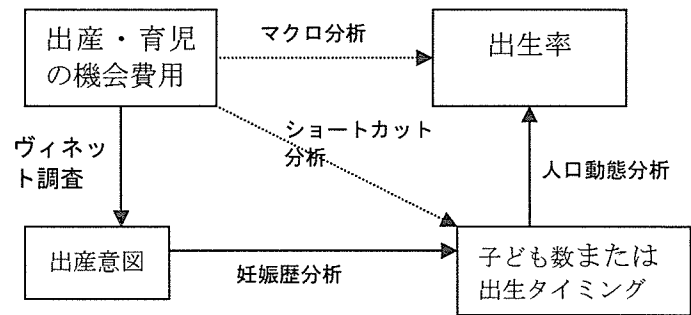 出産・育児
の機会費用
マクロ分析
出生率
ショートカット
分析
ヴィネッ
ト調査
人口動態分析
出産意図
妊娠歴分析
子ども数または
出生タイミング